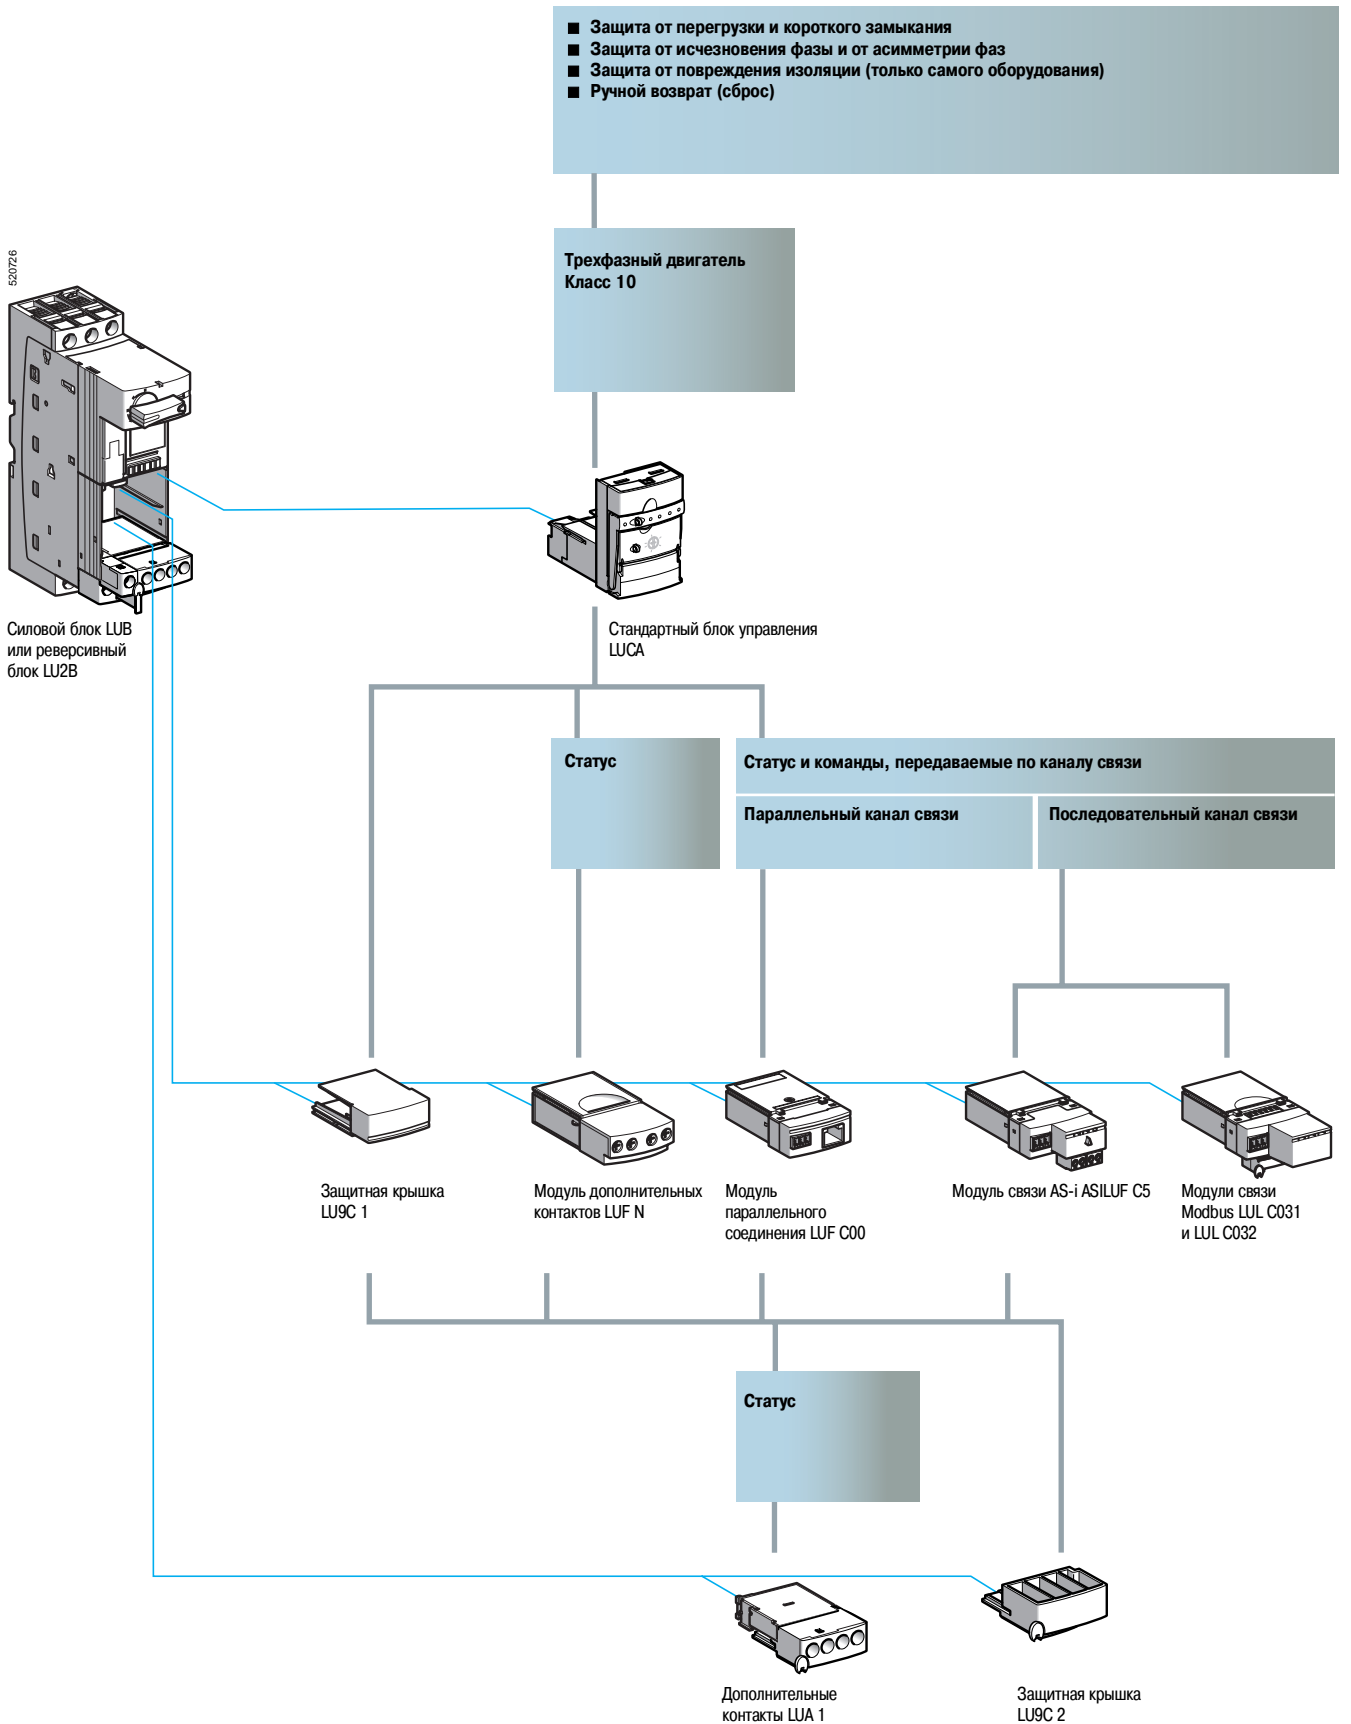 ■ Защита от перегрузки и короткого замыкания
■ Защита от исчезновения фазы и от асимметрии фаз
■ Защита от повреждения изоляции (только самого оборудования)
■ Ручной возврат (сброс)
Трехфазный двигатель
Класс 10
520726
Силовой блок LUB
или реверсивный
блок LU2B
Стандартный блок управления
LUCA
Статус
Статус и команды, передаваемые по каналу связи
Параллельный канал связи
Последовательный канал связи
Защитная крышка
LU9C 1
Модуль дополнительных
контактов LUF N
Модуль
параллельного
соединения LUF C00
Модуль связи AS-i ASILUF C5
Модули связи
Modbus LUL C031
и LUL C032
Статус
Дополнительные
контакты LUA 1
Защитная крышка
LU9C 2